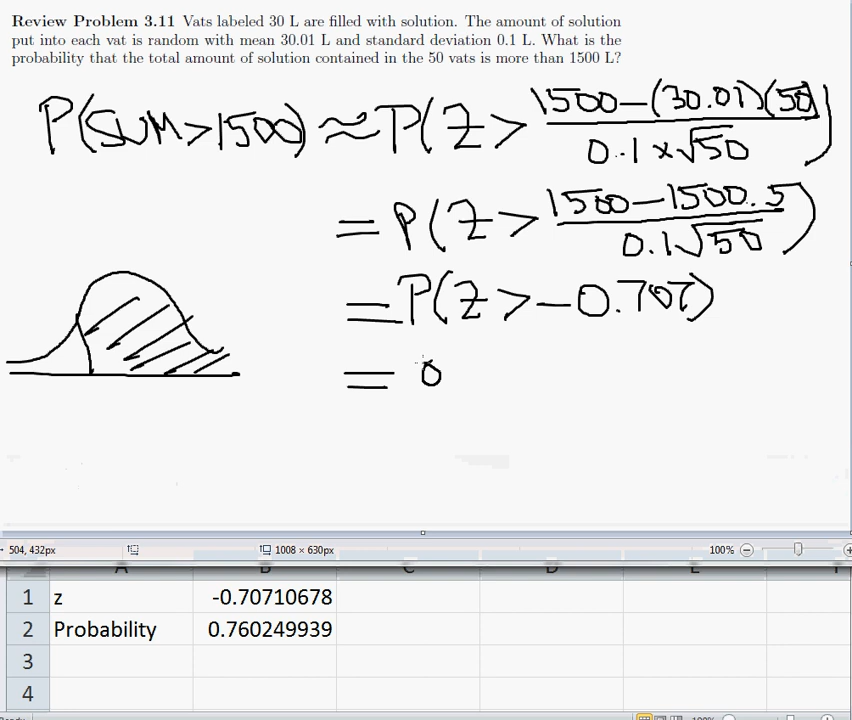 Review Problem 3.11 Vats labeled 30 L are filled with solution. The amount of solution
put into each vat is random with mean 30.01 L and standard deviation 0.1 L. What is the
probability that the total amount of solution contained in the 50 vats is more than 1500 L?
P(SUM>1500) ≈ P(Z > (1500-(30.01)(50))/(0.1×√50))
= P(Z > (1500-1500.5)/(0.1√50))
= P(Z > -0.707)
= 0
504, 432px 1008 × 630px 100%
A B C D E F
1 z -0.70710678
2 Probability 0.760249939
3
4
100%